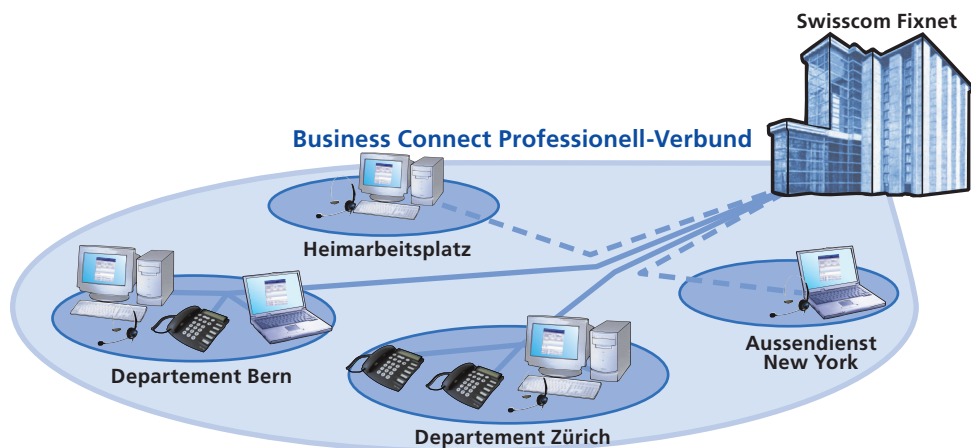 Swisscom Fixnet
Business Connect Professionell-Verbund
Heimarbeitsplatz
Aussendienst
New York
Departement Bern
Departement Zürich